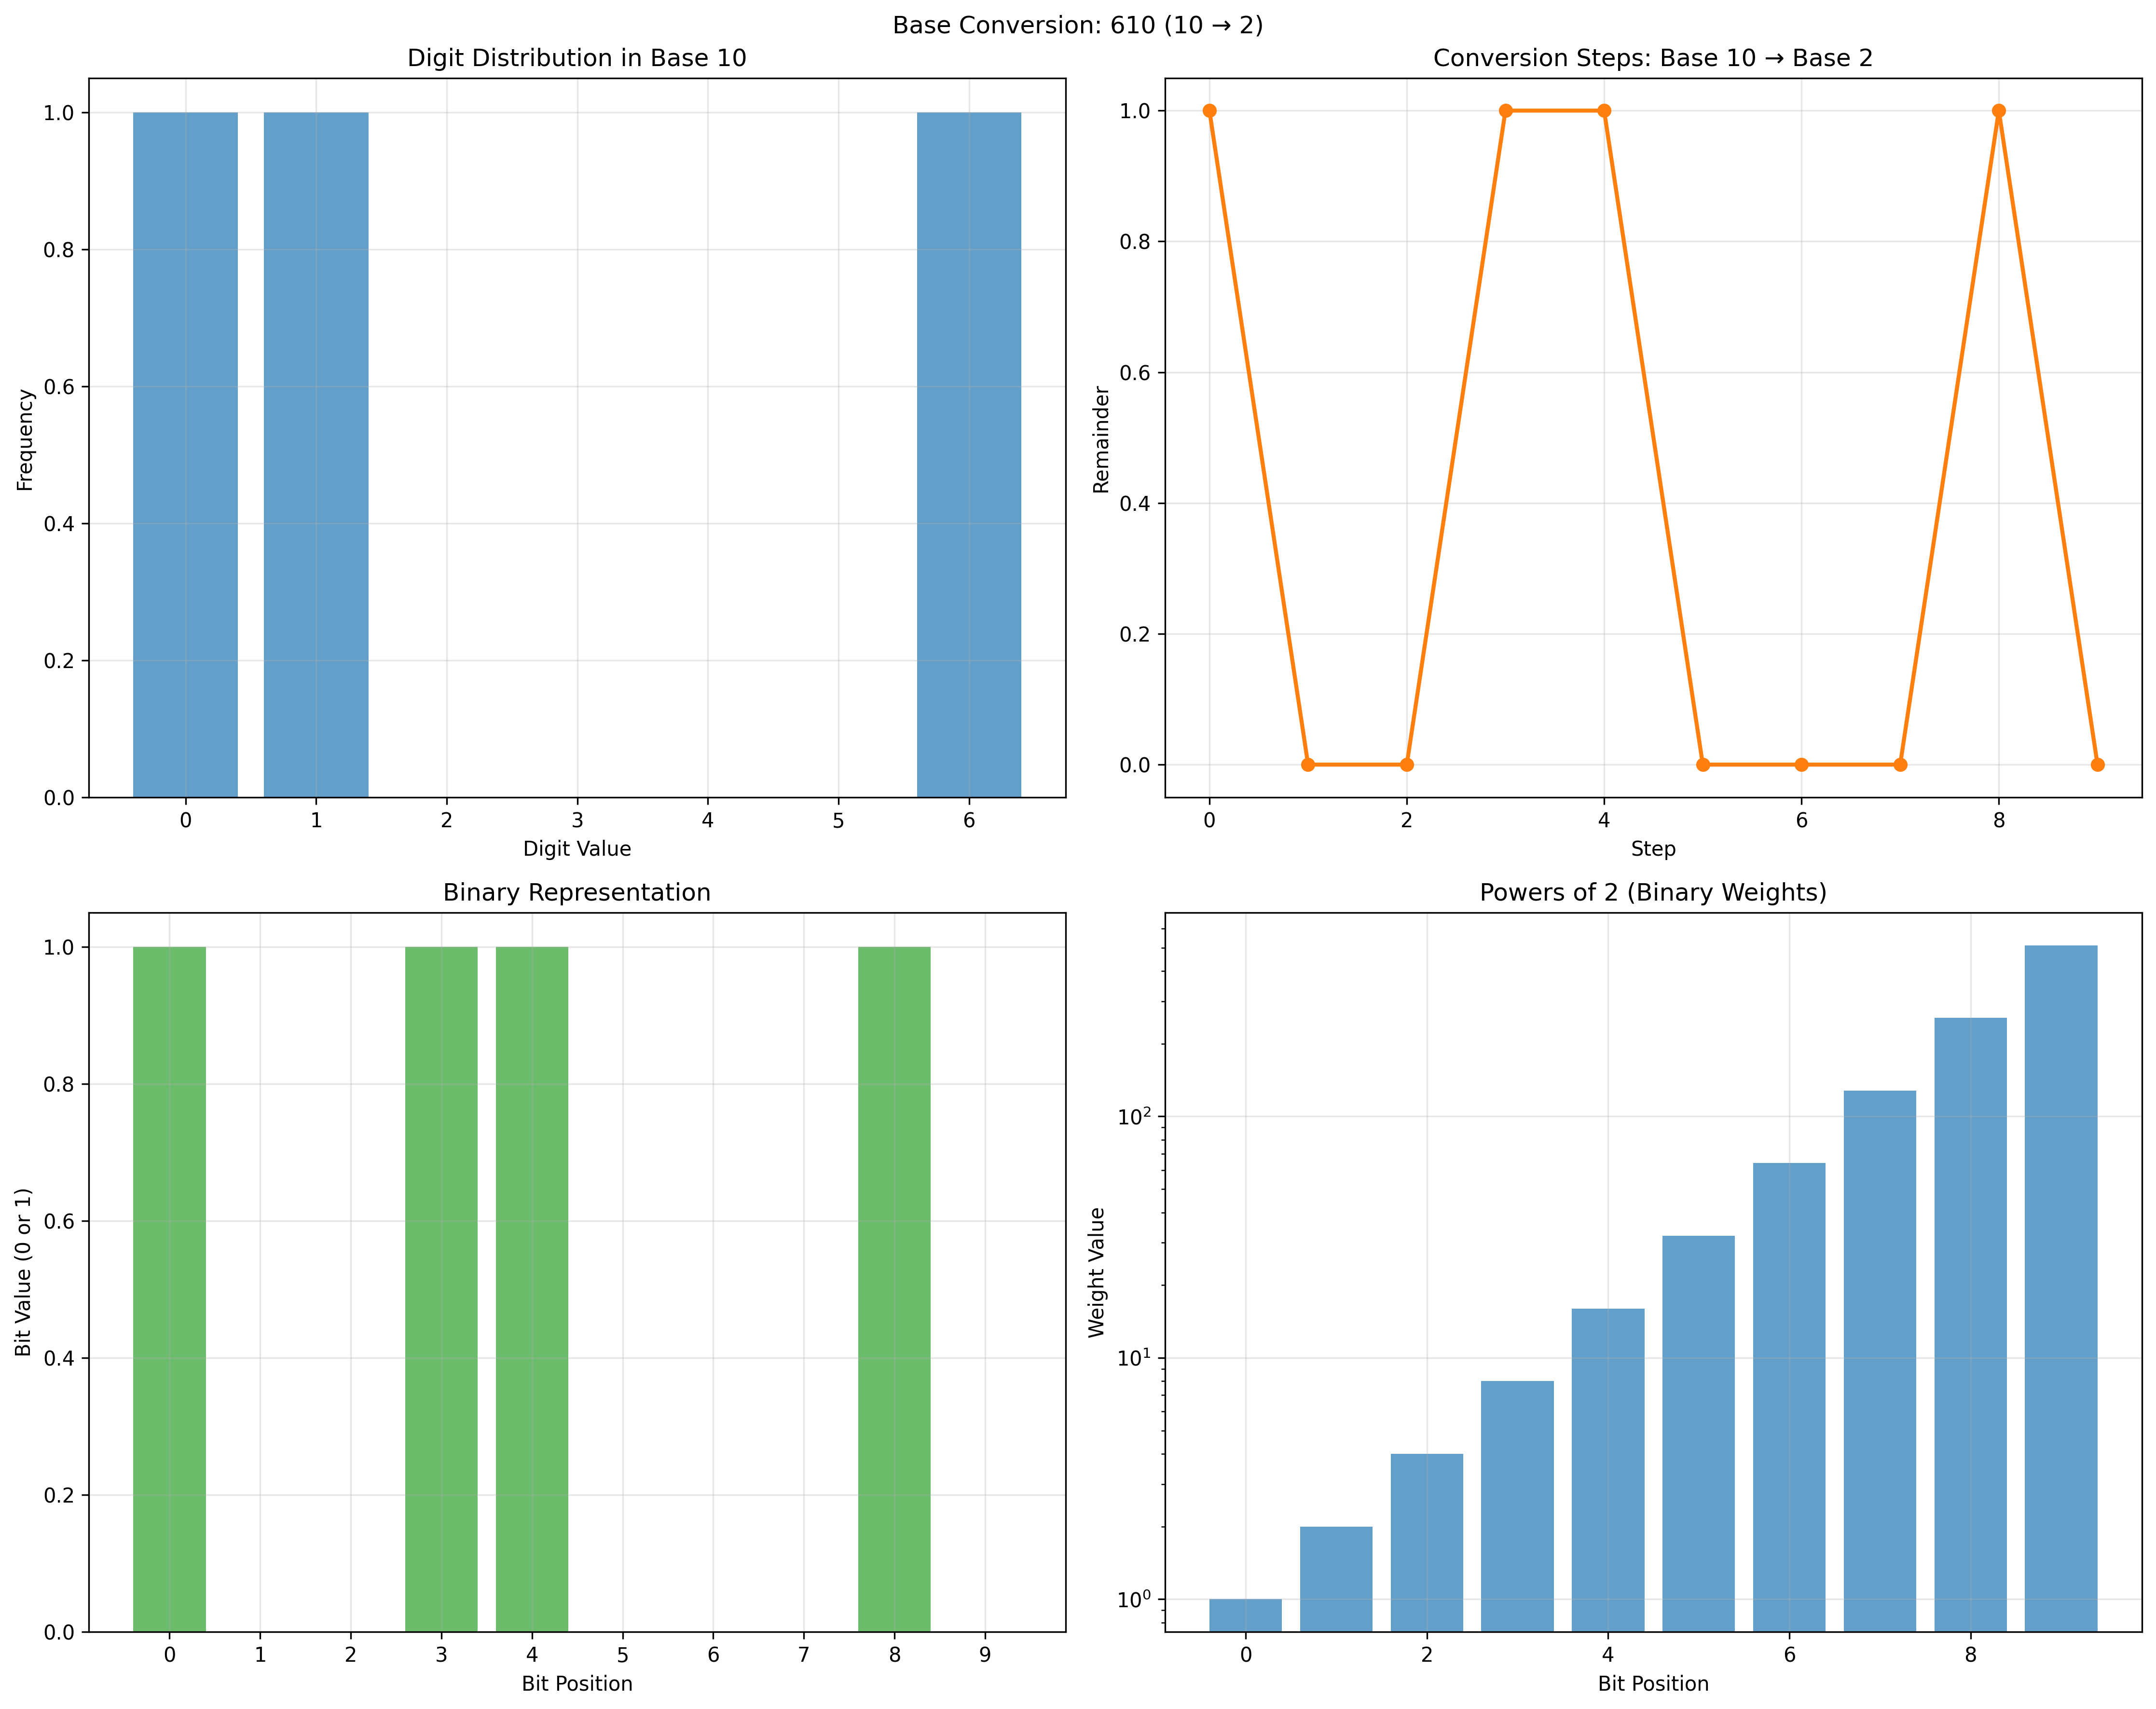 Base Conversion: 610 (10 → 2)
Digit Distribution in Base 10
1.0
0.8
0.6
0.4
0.2
0.0
Frequency
0 1 2 3 4 5 6
Digit Value
Conversion Steps: Base 10 → Base 2
1.0
0.8
0.6
0.4
0.2
0.0
Remainder
0 2 4 6 8
Step
Binary Representation
1.0
0.8
0.6
0.4
0.2
0.0
Bit Value (0 or 1)
0 1 2 3 4 5 6 7 8 9
Bit Position
Powers of 2 (Binary Weights)
10²
10¹
10⁰
Weight Value
0 2 4 6 8
Bit Position